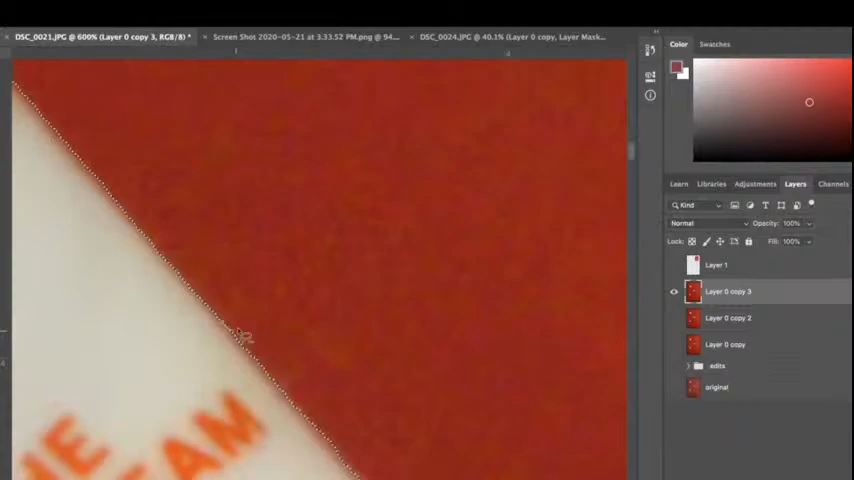 DSC_0021.JPG @ 600% (Layer 0 copy 3, RGB/8) *
Screen Shot 2020-05-21 at 3.33.52 PM.png @ 94....
DSC_0024.JPG @ 40.1% (Layer 0 copy, Layer Mask...
Color
Swatches
Learn
Libraries
Adjustments
Layers
Channels
Kind
Normal
Opacity: 100%
Lock:
Fill: 100%
Layer 1
Layer 0 copy 3
Layer 0 copy 2
Layer 0 copy
edits
original
HE
EAM